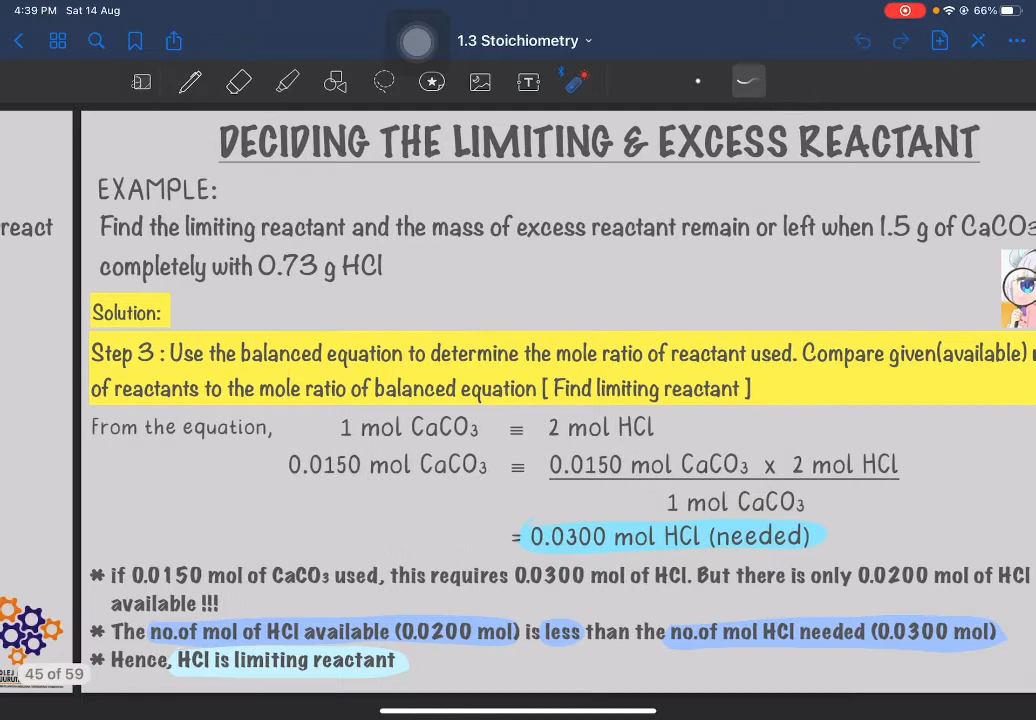 4:39 PM Sat 14 Aug
66%
1.3 Stoichiometry
T
DECIDING THE LIMITING & EXCESS REACTANT
EXAMPLE:
react
Find the limiting reactant and the mass of excess reactant remain or left when 1.5 g of CaCO₃
completely with 0.73 g HCl
Solution:
Step 3 : Use the balanced equation to determine the mole ratio of reactant used. Compare given(available)
of reactants to the mole ratio of balanced equation [ Find limiting reactant ]
From the equation, 1 mol CaCO₃ ≡ 2 mol HCl
0.0150 mol CaCO₃ ≡ 0.0150 mol CaCO₃ x 2 mol HCl
1 mol CaCO₃
= 0.0300 mol HCl (needed)
* if 0.0150 mol of CaCO₃ used, this requires 0.0300 mol of HCl. But there is only 0.0200 mol of HCl
available !!!
* The no.of mol of HCl available (0.0200 mol) is less than the no.of mol HCl needed (0.0300 mol)
* Hence, HCl is limiting reactant
45 of 59